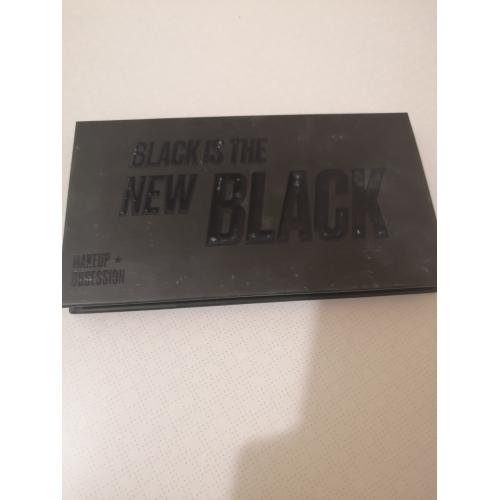 BLACK IS THE
NEW BLACK
MAKEUP ★
OBSESSION